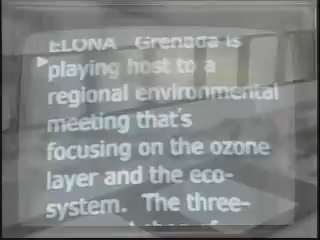 ELONA Grenada is
playing host to a
regional environmental
meeting that's
focusing on the ozone
layer and the eco-
system. The three-